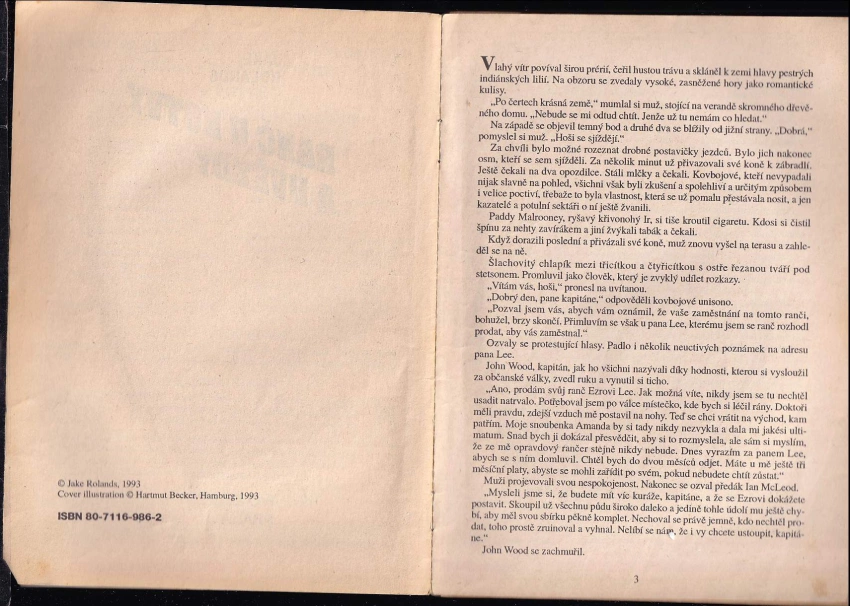 © Jake Rolands, 1993
Cover illustration © Hartmut Becker, Hamburg, 1993
ISBN 80-7116-986-2
Vlahý vítr povíval širou prérií, čeřil hustou trávu a skláněl k zemi hlavy pestrých
indiánských lilií. Na obzoru se zvedaly vysoké, zasněžené hory jako romantické
kulisy.
„Po čertech krásná země,“ mumlal si muž, stojící na verandě skromného dřevě-
ného domu. „Nebude se mi odtud chtít. Jenže už tu nemám co hledat.“
Na západě se objevil temný bod a druhé dva se blížily od jižní strany. „Dobrá,“
pomyslel si muž. „Hoši se sjíždějí.“
Za chvíli bylo možné rozeznat drobné postavičky jezdců. Bylo jich nakonec
osm, kteří se sem sjížděli. Za několik minut už přivazovali své koně k zábradlí.
Ještě čekali na dva opozdilce. Stáli mlčky a čekali. Kovbojové, kteří nevypadali
nijak slavně na pohled, všichni však byli zkušení a spolehliví a určitým způsobem
i velice poctiví, třebaže to byla vlastnost, která se už pomalu přestávala nosit, a jen
kazatelé a potulní sektáři o ní ještě žvanili.
Paddy Malrooney, ryšavý křivonohý Ir, si tiše kroutil cigaretu. Kdosi si čistil
špínu za nehty zavírákem a jiní žvýkali tabák a čekali.
Když dorazili poslední a přivázali své koně, muž znovu vyšel na terasu a zahle-
děl se na ně.
Šlachovitý chlapík mezi třicítkou a čtyřicítkou s ostře řezanou tváří pod
stetsonem. Promluvil jako člověk, který je zvyklý udílet rozkazy.
„Vítám vás, hoši,“ pronesl na uvítanou.
„Dobrý den, pane kapitáne,“ odpověděli kovbojové unisono.
„Pozval jsem vás, abych vám oznámil, že vaše zaměstnání na tomto ranči,
bohužel, brzy skončí. Přimluvím se však u pana Lee, kterému jsem se ranč rozhodl
prodat, aby vás zaměstnal.“
Ozvaly se protestující hlasy. Padlo i několik neuctivých poznámek na adresu
pana Lee.
John Wood, kapitán, jak ho všichni nazývali díky hodnosti, kterou si vysloužil
za občanské války, zvedl ruku a vynutil si ticho.
„Ano, prodám svůj ranč Ezrovi Lee. Jak možná víte, nikdy jsem se tu nechtěl
usadit natrvalo. Potřeboval jsem po válce místečko, kde bych si léčil rány. Doktoři
měli pravdu, zdejší vzduch mě postavil na nohy. Teď se chci vrátit na východ, kam
patřím. Moje snoubenka Amanda by si tady nikdy nezvykla a dala mi jakési ulti-
matum. Snad bych ji dokázal přesvědčit, aby si to rozmyslela, ale sám si myslím,
že ze mě opravdový rančer stejně nikdy nebude. Dnes vyrazím za panem Lee,
abych se s ním domluvil. Chtěl bych do dvou měsíců odjet. Máte u mě ještě tři
měsíční platy, abyste se mohli zařídit po svém, pokud nebudete chtít zůstat.“
Muži projevovali svou nespokojenost. Nakonec se ozval předák Ian McLeod.
„Mysleli jsme si, že budete mít víc kuráže, kapitáne, a že se Ezrovi dokážete
postavit. Skoupil už všechnu půdu široko daleko a jedině tohle údolí mu ještě chy-
bí, aby měl svou sbírku pěkně komplet. Nechoval se právě jemně, kdo nechtěl pro-
dat, toho prostě zruinoval a vyhnal. Nelíbí se nám, že i vy chcete ustoupit, kapitá-
ne.“
John Wood se zachmuřil.
3